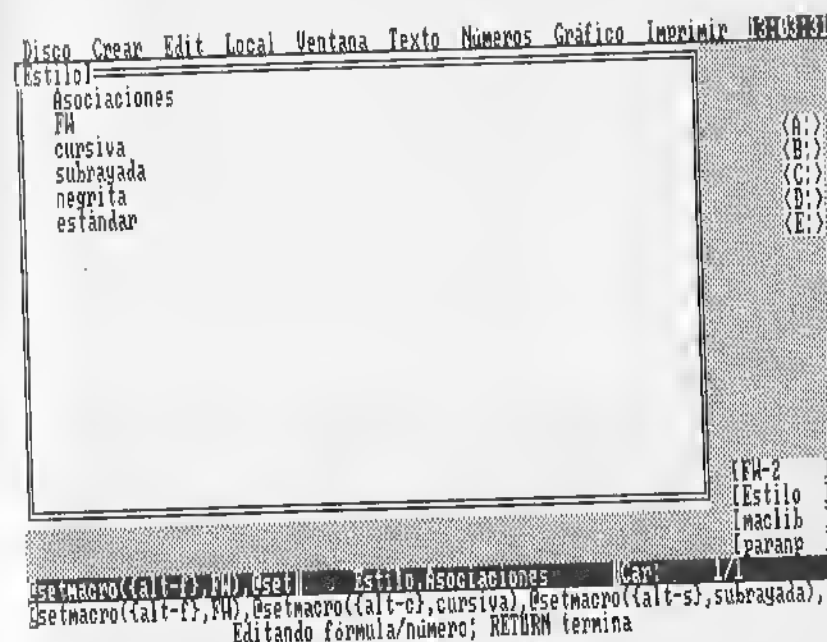 Disco Crear Edit Local Ventana Texto Números Gráfico Imprimir
[Estilo]
Asociaciones
FW
cursiva
subrayada
negrita
estándar
<A:>
<B:>
<C:>
<D:>
<E:>
[FW-2
[Estilo
[maclib
[paranp
@setmacro({alt-f},FW),@set Estilo.Asociaciones Car: 1/1
@setmacro({alt-f},FW),@setmacro({alt-c},cursiva),@setmacro({alt-s},subrayada),
Editando fórmula/número; RETURN termina